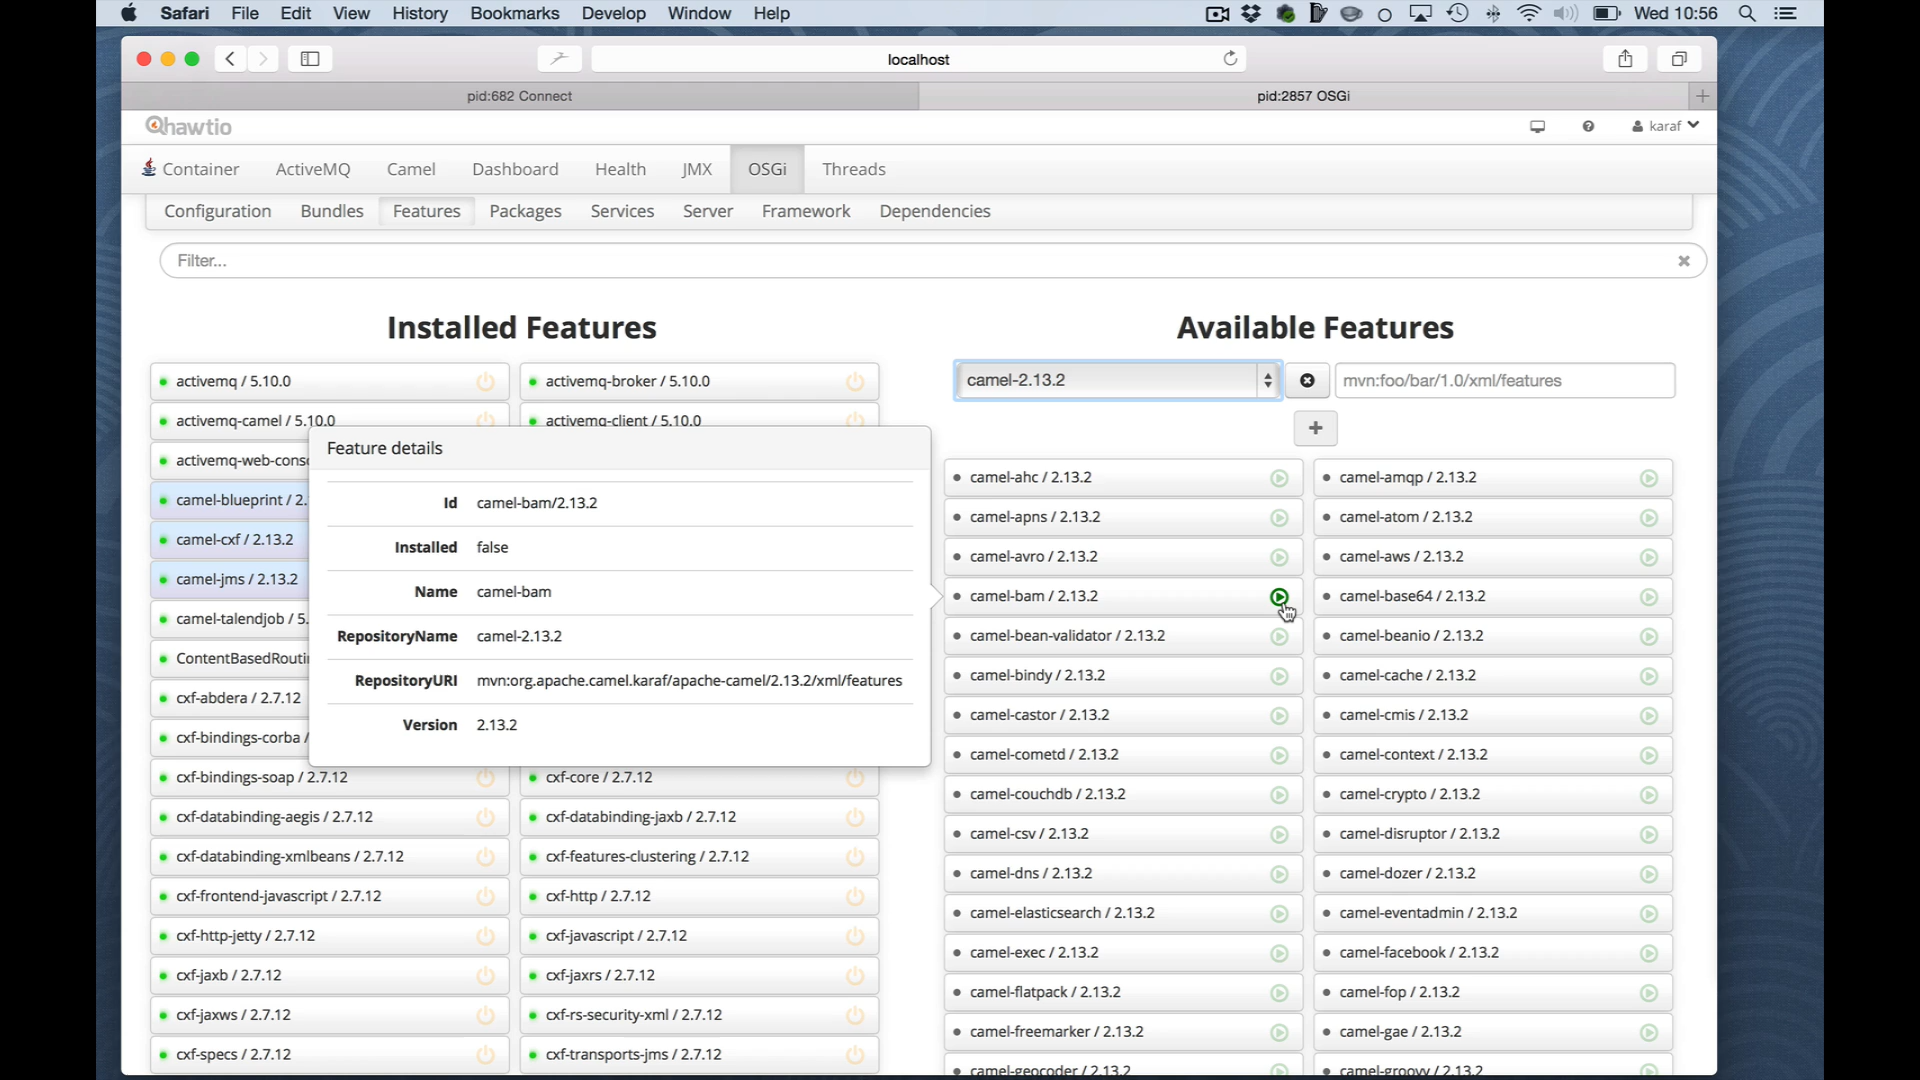 Safari File Edit View History Bookmarks Develop Window Help Wed 10:56
localhost
pid:682 Connect pid:2857 OSGi
hawtio karaf
Container ActiveMQ Camel Dashboard Health JMX OSGi Threads
Configuration Bundles Features Packages Services Server Framework Dependencies
Filter...
Installed Features Available Features
activemq / 5.10.0 activemq-broker / 5.10.0 camel-2.13.2 mvn:foo/bar/1.0/xml/features
activemq-camel / 5.10.0 activemq-client / 5.10.0
Feature details
activemq-web-conso
camel-blueprint / 2.
camel-cxf / 2.13.2
camel-jms / 2.13.2
camel-talendjob / 5.
ContentBasedRouti
cxf-abdera / 2.7.12
cxf-bindings-corba /
Id camel-bam/2.13.2
Installed false
Name camel-bam
RepositoryName camel-2.13.2
RepositoryURI mvn:org.apache.camel.karaf/apache-camel/2.13.2/xml/features
Version 2.13.2
cxf-bindings-soap / 2.7.12 cxf-core / 2.7.12
cxf-databinding-aegis / 2.7.12 cxf-databinding-jaxb / 2.7.12
cxf-databinding-xmlbeans / 2.7.12 cxf-features-clustering / 2.7.12
cxf-frontend-javascript / 2.7.12 cxf-http / 2.7.12
cxf-http-jetty / 2.7.12 cxf-javascript / 2.7.12
cxf-jaxb / 2.7.12 cxf-jaxrs / 2.7.12
cxf-jaxws / 2.7.12 cxf-rs-security-xml / 2.7.12
cxf-specs / 2.7.12 cxf-transports-jms / 2.7.12
camel-ahc / 2.13.2 camel-amqp / 2.13.2
camel-apns / 2.13.2 camel-atom / 2.13.2
camel-avro / 2.13.2 camel-aws / 2.13.2
camel-bam / 2.13.2 camel-base64 / 2.13.2
camel-bean-validator / 2.13.2 camel-beanio / 2.13.2
camel-bindy / 2.13.2 camel-cache / 2.13.2
camel-castor / 2.13.2 camel-cmis / 2.13.2
camel-cometd / 2.13.2 camel-context / 2.13.2
camel-couchdb / 2.13.2 camel-crypto / 2.13.2
camel-csv / 2.13.2 camel-disruptor / 2.13.2
camel-dns / 2.13.2 camel-dozer / 2.13.2
camel-elasticsearch / 2.13.2 camel-eventadmin / 2.13.2
camel-exec / 2.13.2 camel-facebook / 2.13.2
camel-flatpack / 2.13.2 camel-fop / 2.13.2
camel-freemarker / 2.13.2 camel-gae / 2.13.2
camel-geocoder / 2.13.2 camel-groovy / 2.13.2